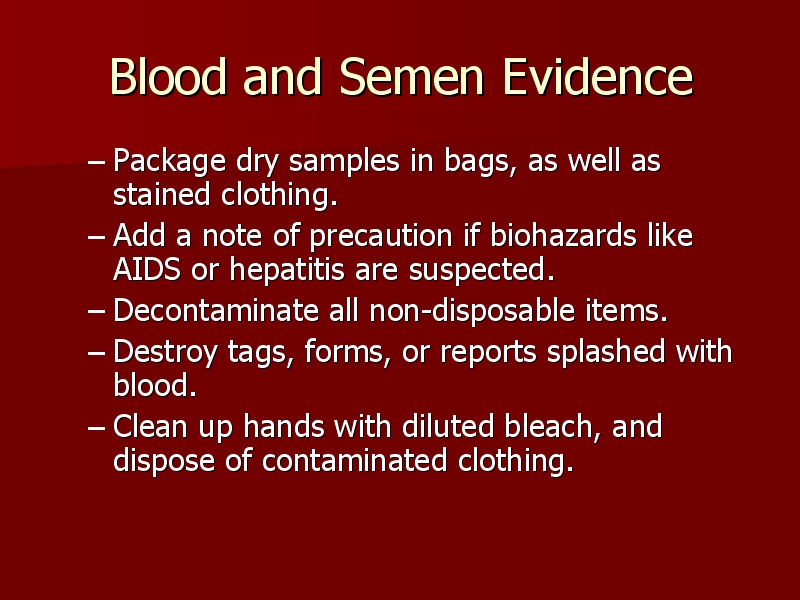 Blood and Semen Evidence
– Package dry samples in bags, as well as
stained clothing.
– Add a note of precaution if biohazards like
AIDS or hepatitis are suspected.
– Decontaminate all non-disposable items.
– Destroy tags, forms, or reports splashed with
blood.
– Clean up hands with diluted bleach, and
dispose of contaminated clothing.